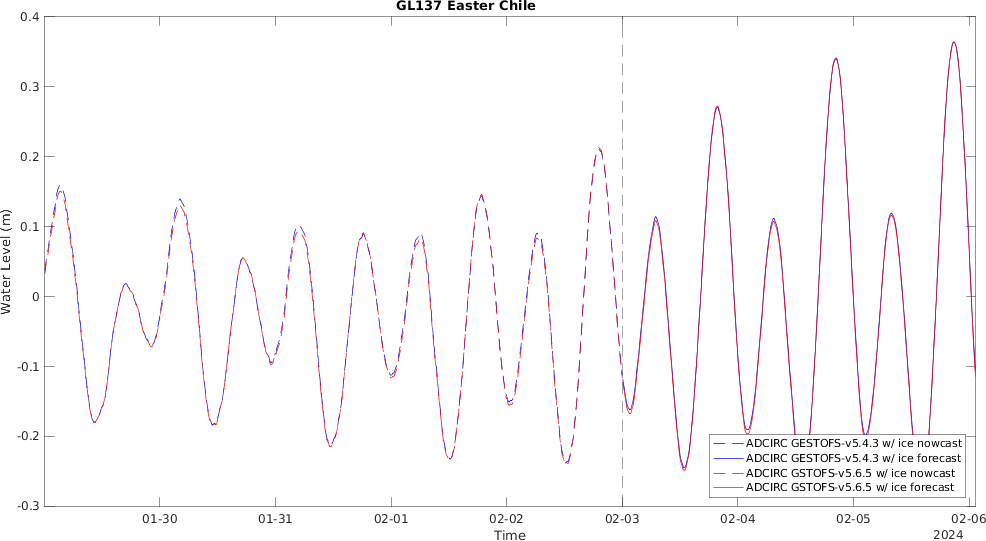 GL137 Easter Chile
0.4
0.3
0.2
0.1
0
-0.1
-0.2
-0.3
Water Level (m)
ADCIRC GESTOFS-v5.4.3 w/ ice nowcast
ADCIRC GESTOFS-v5.4.3 w/ ice forecast
ADCIRC GSTOFS-v5.6.5 w/ ice nowcast
ADCIRC GSTOFS-v5.6.5 w/ ice forecast
01-30 01-31 02-01 02-02 02-03 02-04 02-05 02-06
Time
2024